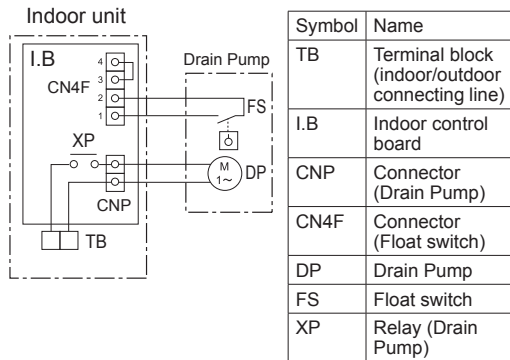 Indoor unit
I.B
4
3
CN4F
2
1
XP
CNP
TB
Drain Pump
FS
M
1~
DP
Symbol Name
TB Terminal block
(indoor/outdoor
connecting line)
I.B Indoor control
board
CNP Connector
(Drain Pump)
CN4F Connector
(Float switch)
DP Drain Pump
FS Float switch
XP Relay (Drain
Pump)